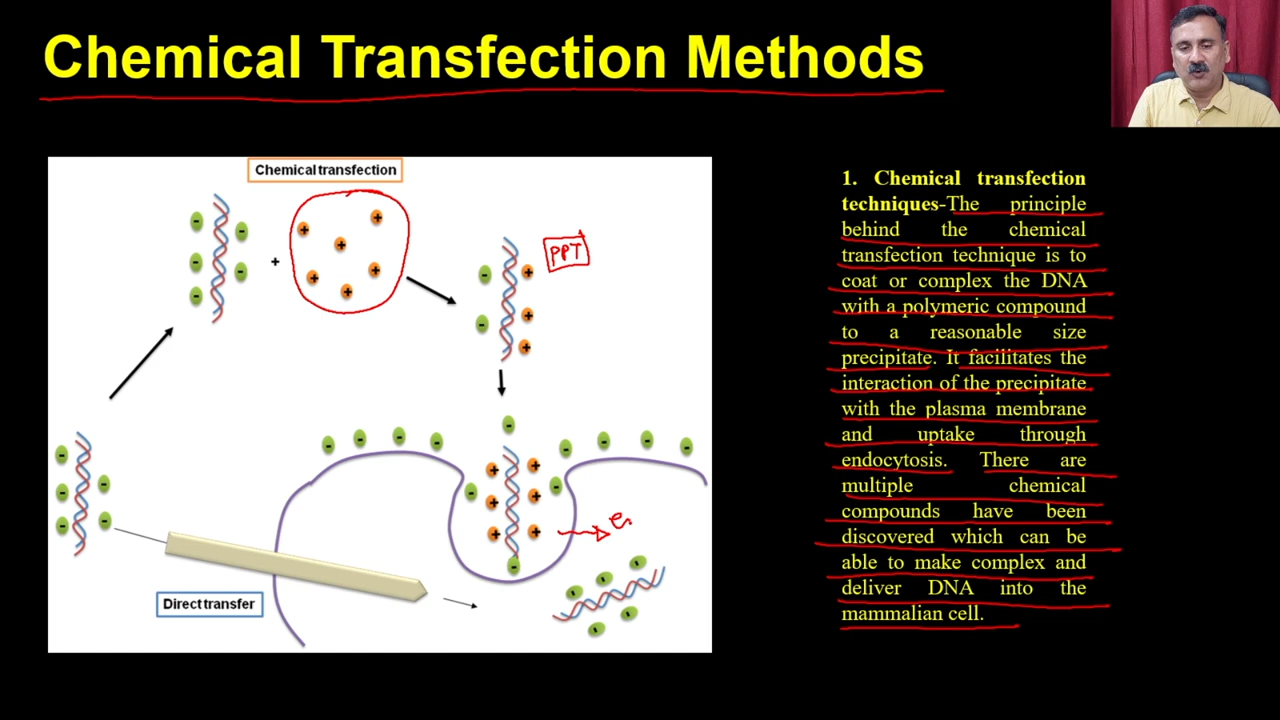 Chemical Transfection Methods
Chemical transfection
PPT
+
e.
Direct transfer
1. Chemical transfection
techniques-The principle
behind the chemical
transfection technique is to
coat or complex the DNA
with a polymeric compound
to a reasonable size
precipitate. It facilitates the
interaction of the precipitate
with the plasma membrane
and uptake through
endocytosis. There are
multiple chemical
compounds have been
discovered which can be
able to make complex and
deliver DNA into the
mammalian cell.